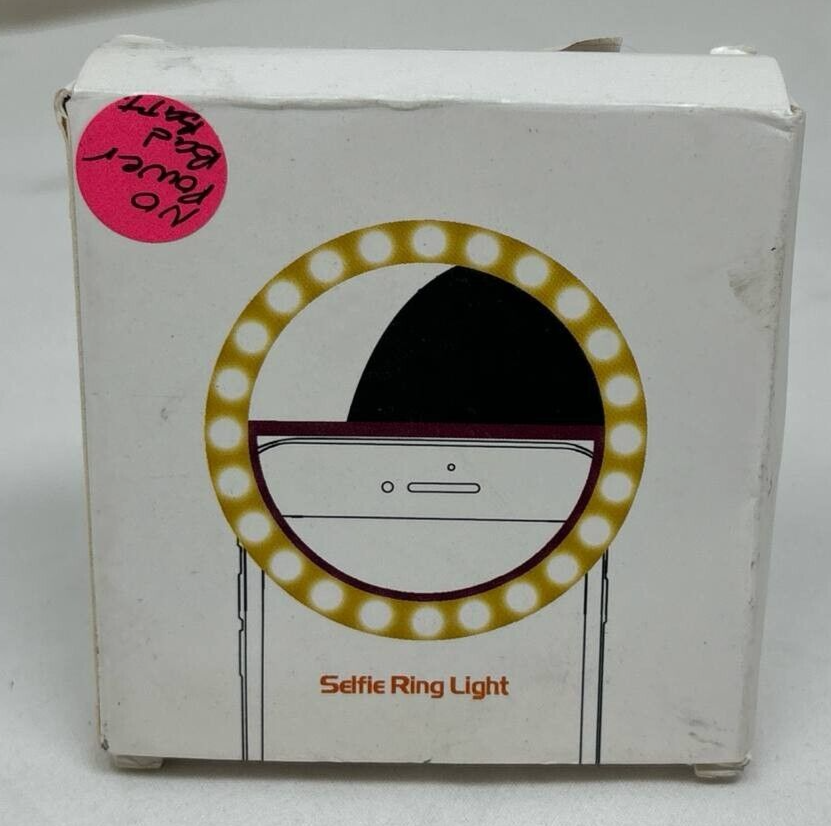 NO
Power
Bad
BATT
Selfie Ring Light